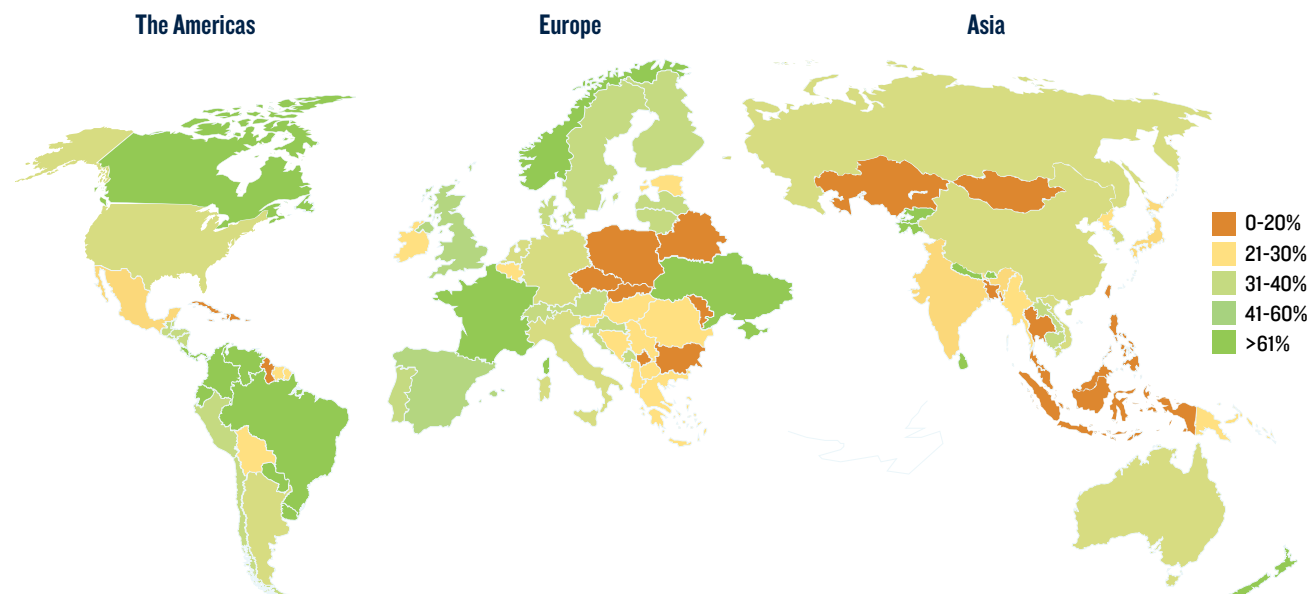 The Americas
Europe
Asia
0-20%
21-30%
31-40%
41-60%
>61%